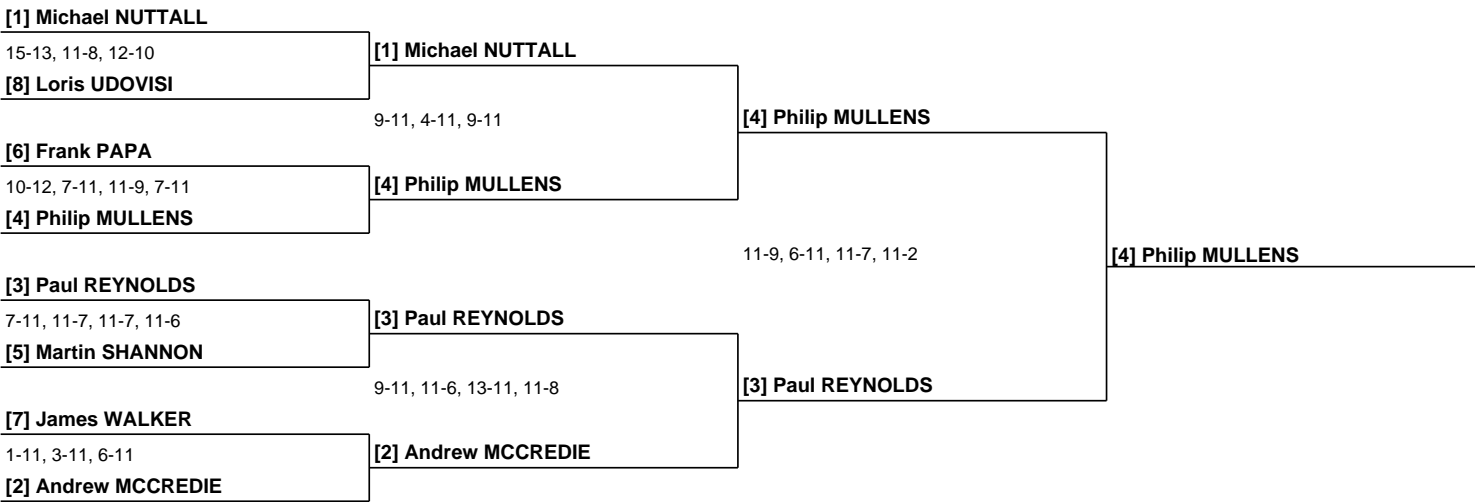 [1] Michael NUTTALL
15-13, 11-8, 12-10
[8] Loris UDOVISI
[6] Frank PAPA
10-12, 7-11, 11-9, 7-11
[4] Philip MULLENS
[3] Paul REYNOLDS
7-11, 11-7, 11-7, 11-6
[5] Martin SHANNON
[7] James WALKER
1-11, 3-11, 6-11
[2] Andrew MCCREDIE
[1] Michael NUTTALL
9-11, 4-11, 9-11
[4] Philip MULLENS
[3] Paul REYNOLDS
9-11, 11-6, 13-11, 11-8
[2] Andrew MCCREDIE
[4] Philip MULLENS
11-9, 6-11, 11-7, 11-2
[3] Paul REYNOLDS
[4] Philip MULLENS